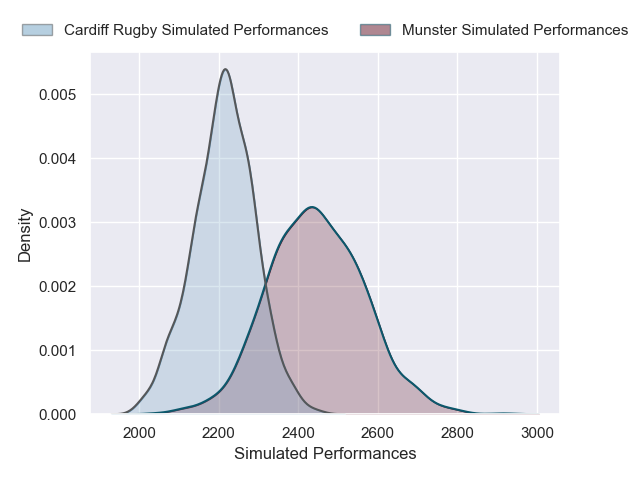 Cardiff Rugby Simulated Performances
Munster Simulated Performances
0.005
0.004
0.003
0.002
0.001
0.000
Density
2000 2200 2400 2600 2800 3000
Simulated Performances